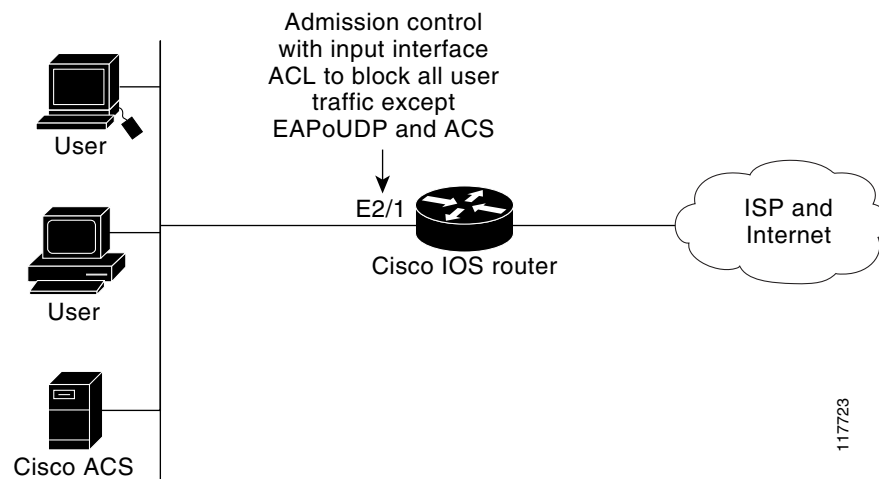 Admission control
with input interface
ACL to block all user
traffic except
EAPoUDP and ACS
User
E2/1
ISP and
Internet
Cisco IOS router
User
Cisco ACS
117723